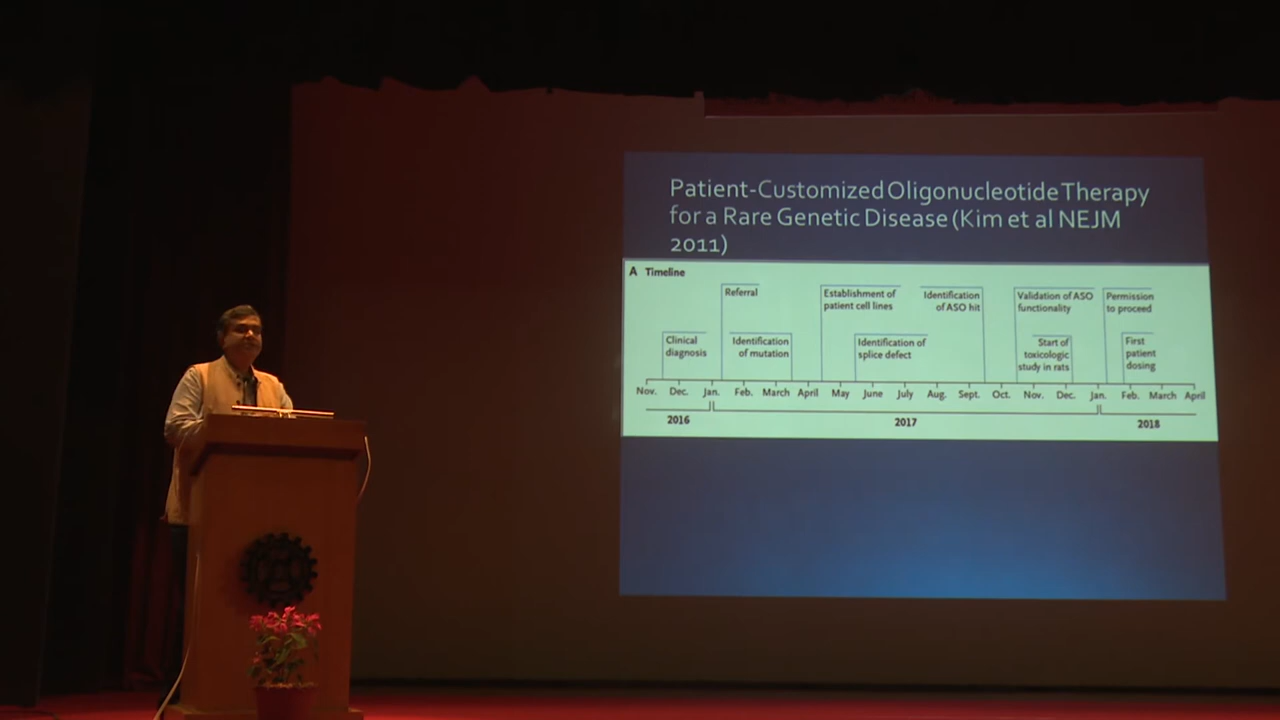 Patient-Customized Oligonucleotide Therapy
for a Rare Genetic Disease (Kim et al NEJM
2011)
A Timeline
Referral
Establishment of
patient cell lines
Identification
of ASO hit
Validation of ASO
functionality
Permission
to proceed
Clinical
diagnosis
Identification
of mutation
Identification of
splice defect
Start of
toxicologic
study in rats
First
patient
dosing
Nov. Dec. Jan. Feb. March April May June July Aug. Sept. Oct. Nov. Dec. Jan. Feb. March April
2016 2017 2018